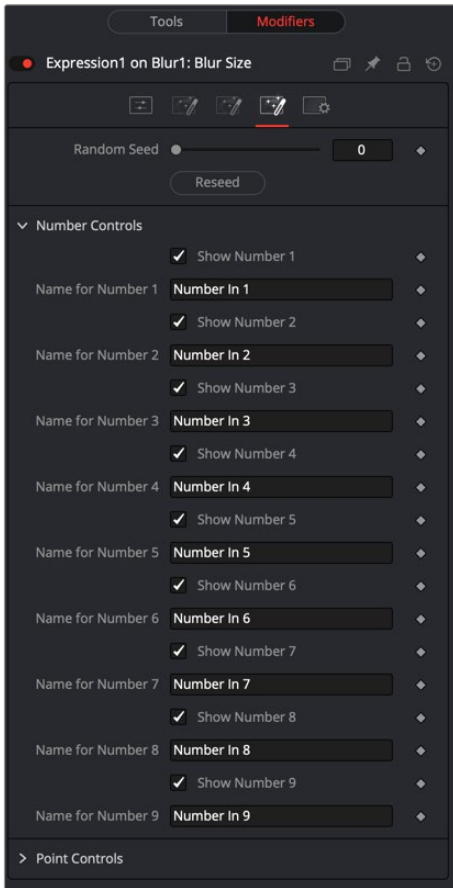 Tools Modifiers
Expression1 on Blur1: Blur Size
Random Seed 0
Reseed
Number Controls
Show Number 1
Name for Number 1 Number In 1
Show Number 2
Name for Number 2 Number In 2
Show Number 3
Name for Number 3 Number In 3
Show Number 4
Name for Number 4 Number In 4
Show Number 5
Name for Number 5 Number In 5
Show Number 6
Name for Number 6 Number In 6
Show Number 7
Name for Number 7 Number In 7
Show Number 8
Name for Number 8 Number In 8
Show Number 9
Name for Number 9 Number In 9
Point Controls